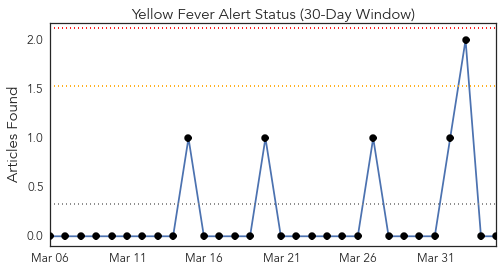 Yellow Fever Alert Status (30-Day Window)
Articles Found
2.0
1.5
1.0
0.5
0.0
Mar 06 Mar 11 Mar 16 Mar 21 Mar 26 Mar 31